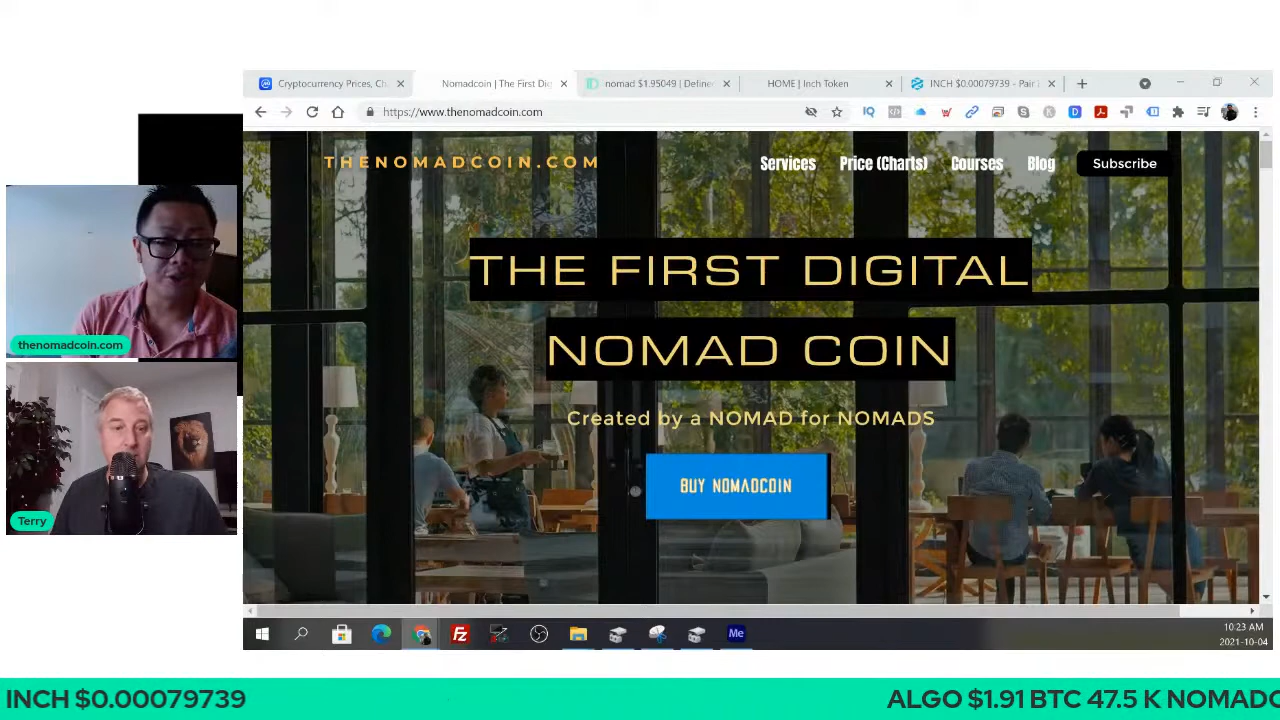 Cryptocurrency Prices, Ch
Nomadcoin | The First Dig
nomad $1.95049 | Define
HOME | Inch Token
INCH $0.00079739 - Pair
https://www.thenomadcoin.com
THENOMADCOIN.COM
Services
Price (Charts)
Courses
Blog
Subscribe
THE FIRST DIGITAL
NOMAD COIN
Created by a NOMAD for NOMADS
BUY NOMADCOIN
thenomadcoin.com
Terry
Me
10:23 AM
2021-10-04
INCH $0.00079739
ALGO $1.91 BTC 47.5 K NOMADC